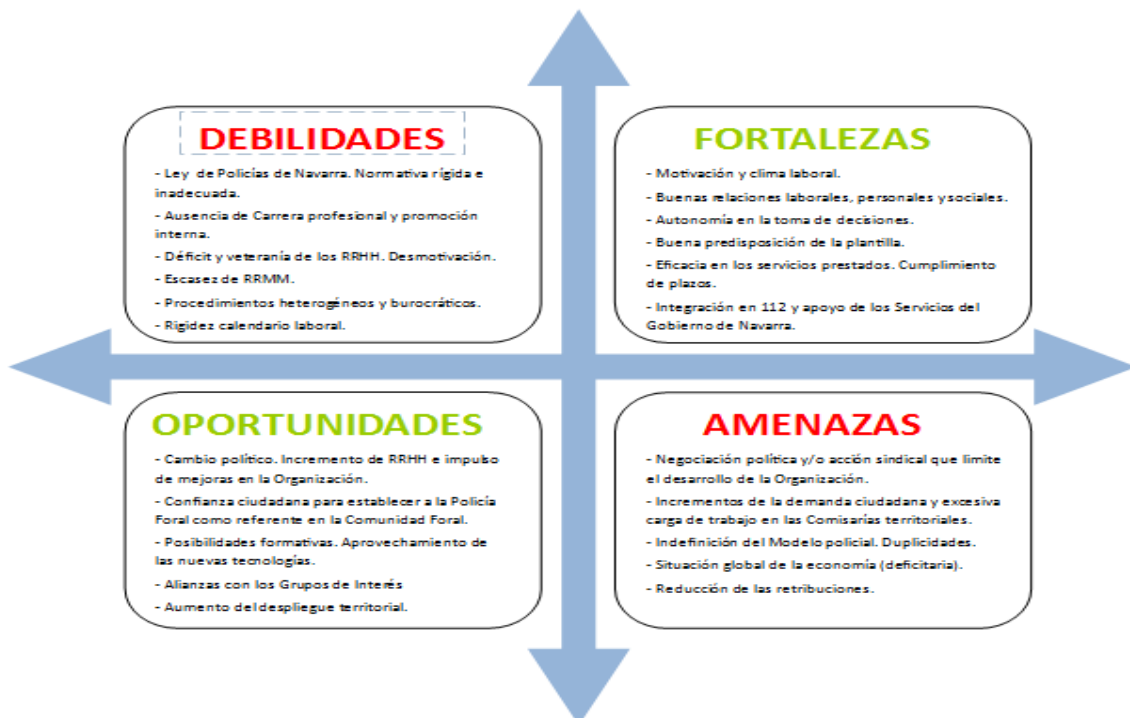 DEBILIDADES
- Ley de Policías de Navarra. Normativa rígida e
inadecuada.
- Ausencia de Carrera profesional y promoción
interna.
- Déficit y veteranía de los RRHH. Desmotivación.
- Escasez de RRMM.
- Procedimientos heterogéneos y burocráticos.
- Rigidez calendario laboral.
FORTALEZAS
- Motivación y clima laboral.
- Buenas relaciones laborales, personales y sociales.
- Autonomía en la toma de decisiones.
- Buena predisposición de la plantilla.
- Eficacia en los servicios prestados. Cumplimiento
de plazos.
- Integración en 112 y apoyo de los Servicios del
Gobierno de Navarra.
OPORTUNIDADES
- Cambio político. Incremento de RRHH e impulso
de mejoras en la Organización.
- Confianza ciudadana para establecer a la Policía
Foral como referente en la Comunidad Foral.
- Posibilidades formativas. Aprovechamiento de
las nuevas tecnologías.
- Alianzas con los Grupos de Interés
- Aumento del despliegue territorial.
AMENAZAS
- Negociación política y/o acción sindical que limite
el desarrollo de la Organización.
- Incrementos de la demanda ciudadana y excesiva
carga de trabajo en las Comisarías territoriales.
- Indefinición del Modelo policial. Duplicidades.
- Situación global de la economía (deficitaria).
- Reducción de las retribuciones.